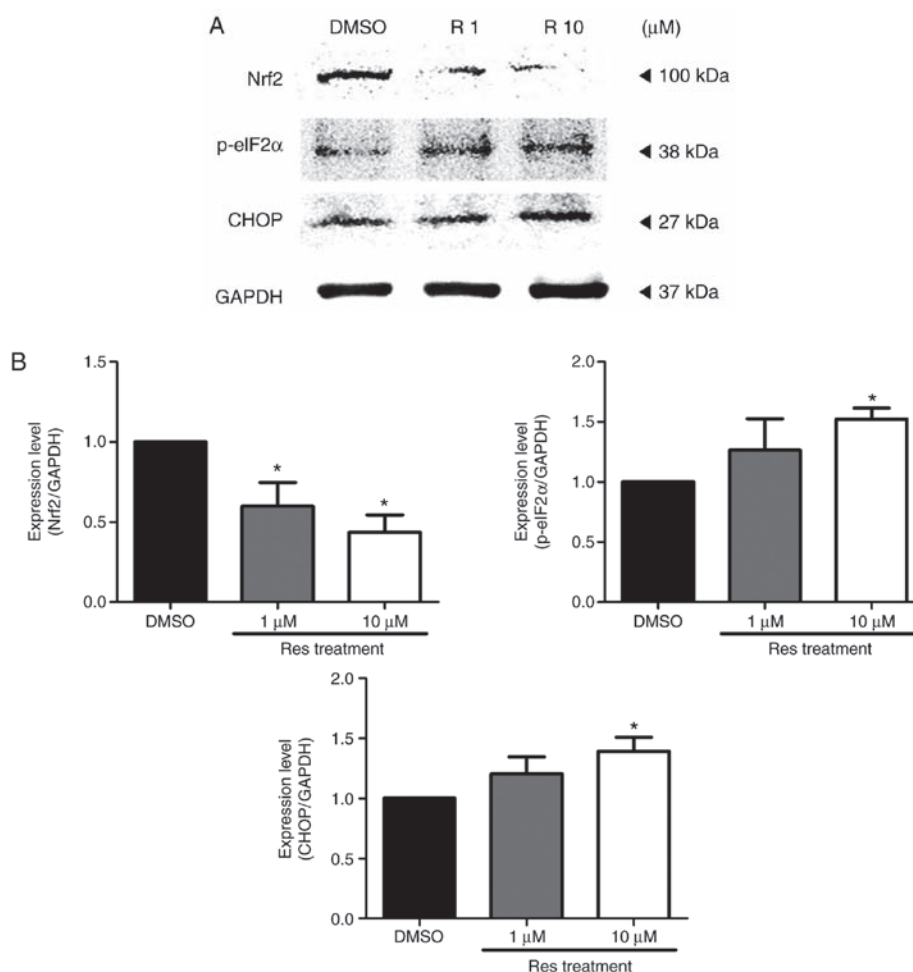 A
DMSO R 1 R 10 (µM)
Nrf2 ◄ 100 kDa
p-eIF2α ◄ 38 kDa
CHOP ◄ 27 kDa
GAPDH ◄ 37 kDa
B
Expression level
(Nrf2/GAPDH)
1.5
1.0
0.5
0.0
* *
DMSO 1 µM 10 µM
Res treatment
Expression level
(p-eIF2α/GAPDH)
2.0
1.5
1.0
0.5
0.0
*
DMSO 1 µM 10 µM
Res treatment
Expression level
(CHOP/GAPDH)
2.0
1.5
1.0
0.5
0.0
*
DMSO 1 µM 10 µM
Res treatment